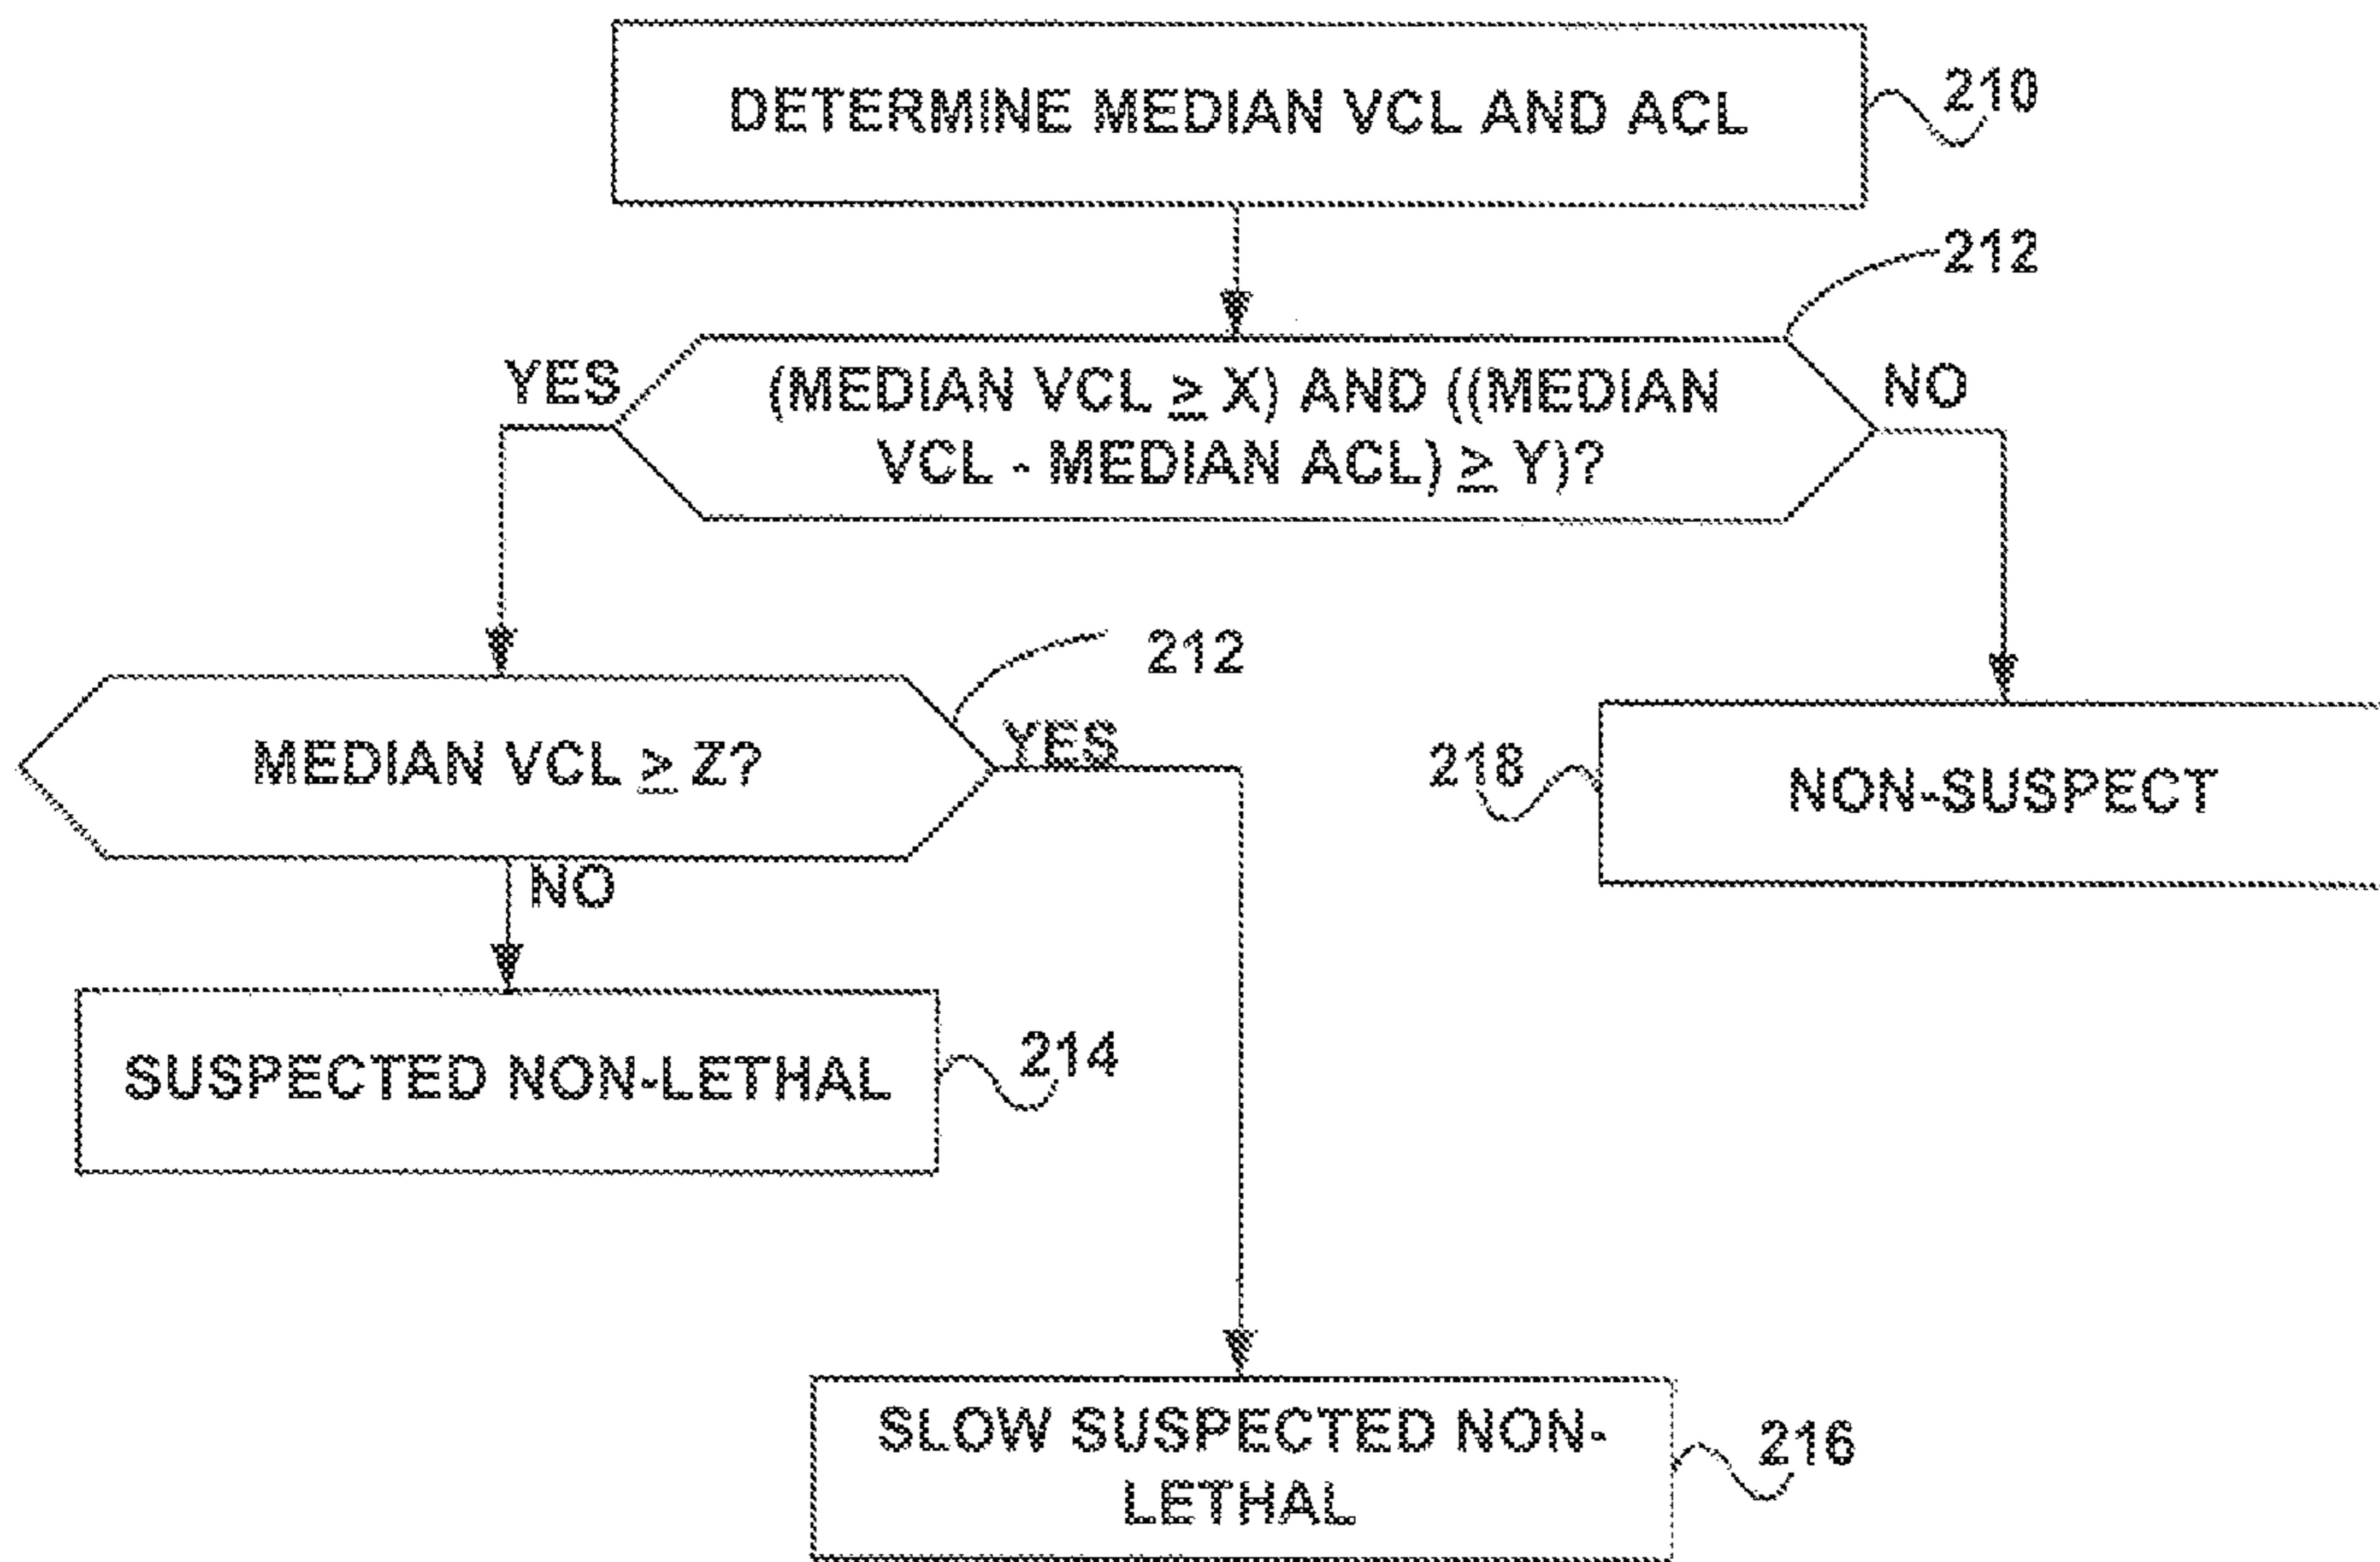 DETERMINE MEDIAN VCL AND ACL
210
212
YES
(MEDIAN VCL ≥ X) AND ((MEDIAN
VCL - MEDIAN ACL) ≥ Y)?
NO
212
MEDIAN VCL ≥ Z?
YES
218
NON-SUSPECT
NO
SUSPECTED NON-LETHAL
214
SLOW SUSPECTED NON-
LETHAL
216